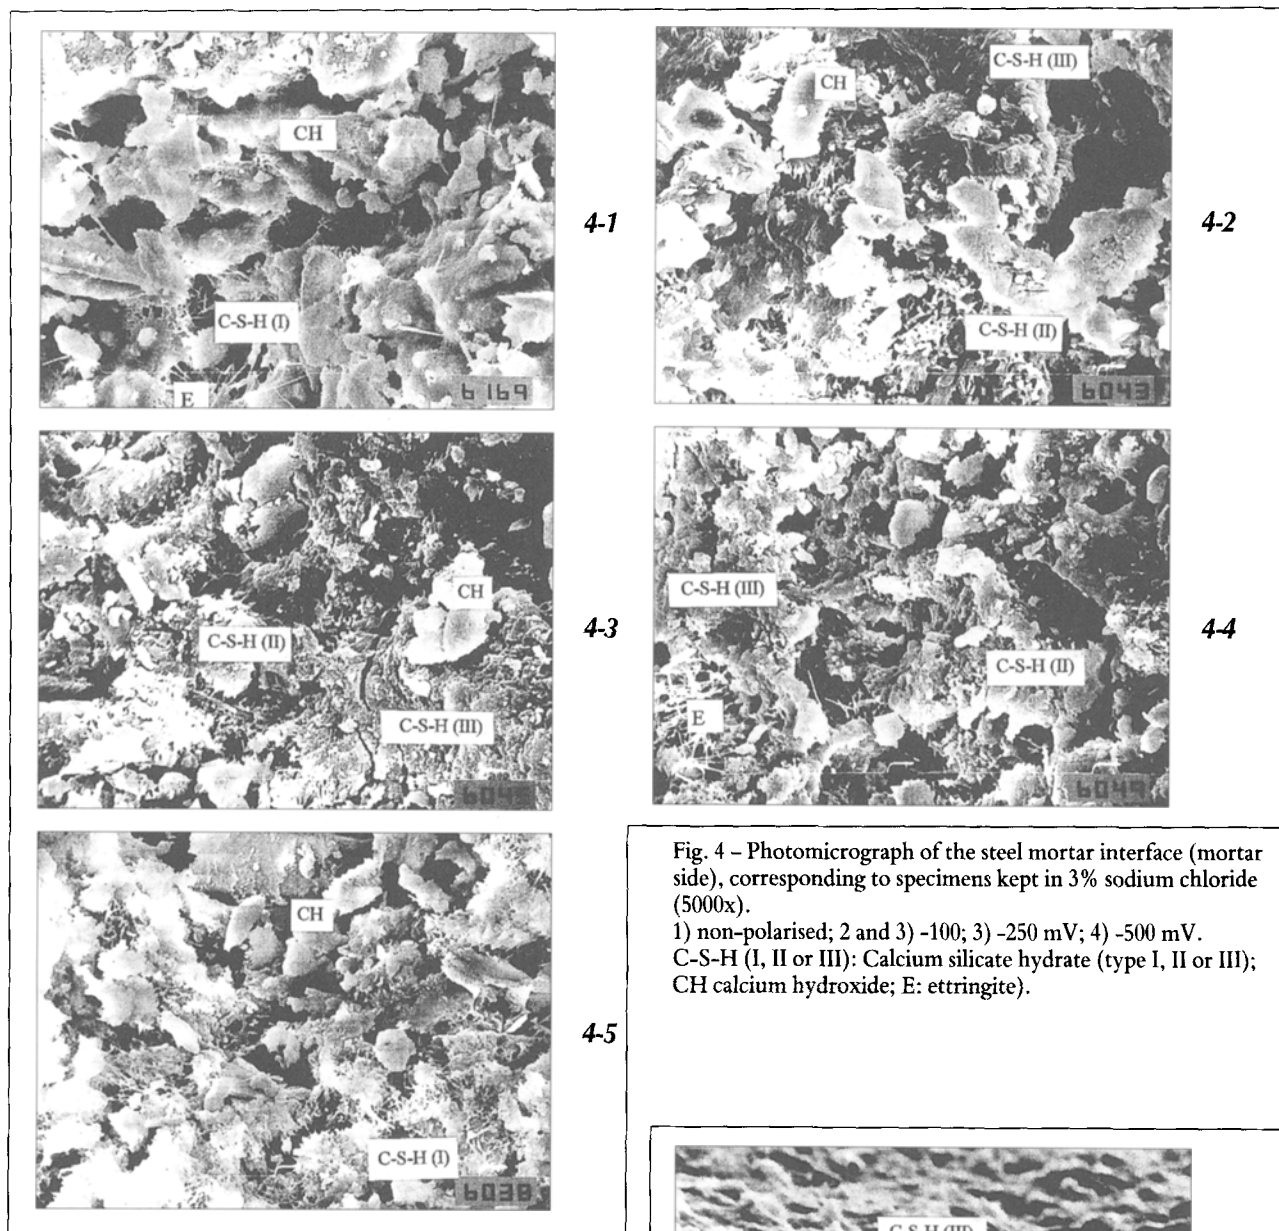 CH
C-S-H (I)
E
6169
4-1
C-S-H (III)
CH
C-S-H (II)
6043
4-2
CH
C-S-H (II)
C-S-H (III)
4-3
C-S-H (III)
C-S-H (II)
E
6049
4-4
CH
C-S-H (I)
6038
4-5
Fig. 4 – Photomicrograph of the steel mortar interface (mortar
side), corresponding to specimens kept in 3% sodium chloride
(5000x).
1) non-polarised; 2 and 3) -100; 3) -250 mV; 4) -500 mV.
C-S-H (I, II or III): Calcium silicate hydrate (type I, II or III);
CH calcium hydroxide; E: ettringite).
C-S-H (III)